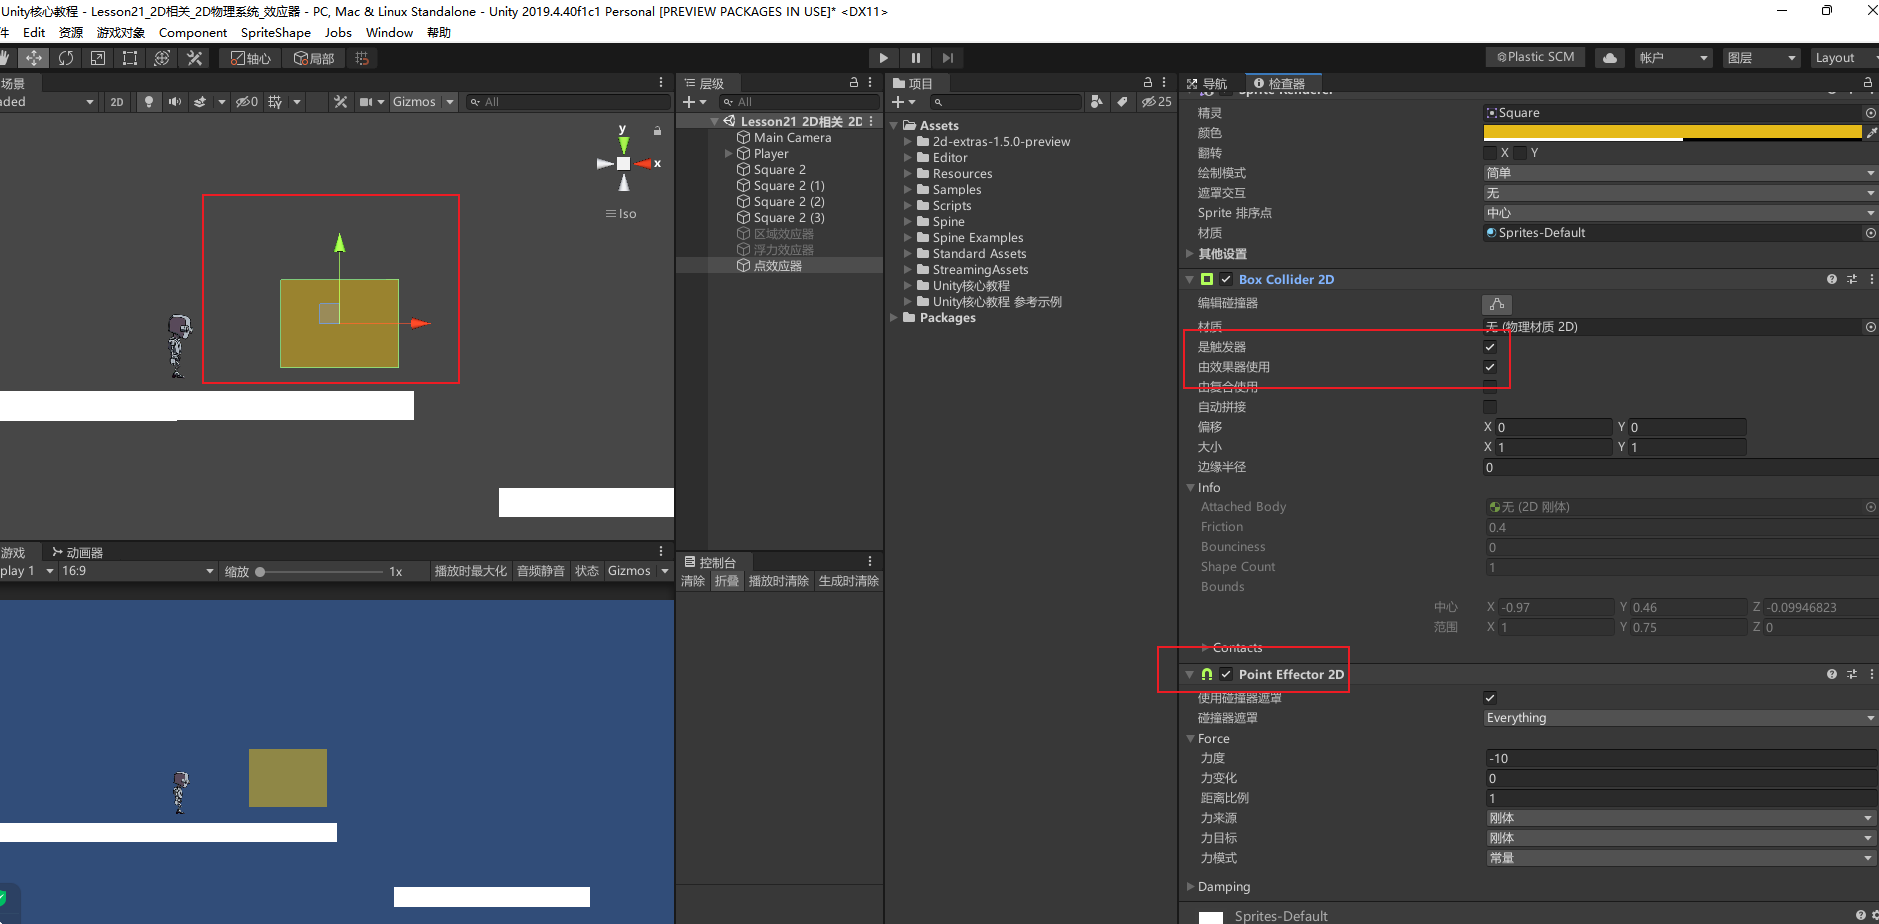 Unity核心教程 - Lesson21_2D相关_2D物理系统_效应器 - PC, Mac & Linux Standalone - Unity 2019.4.40f1c1 Personal [PREVIEW PACKAGES IN USE]* <DX11>
件 Edit 资源 游戏对象 Component SpriteShape Jobs Window 帮助
轴心 局部 Plastic SCM 帐户 图层 Layout
场景
aded 2D 0 Gizmos All
y
x
Iso
游戏 动画器
play 1 16:9 缩放 1x 播放时最大化 音频静音 状态 Gizmos
层级
All
Lesson21 2D相关 2D
Main Camera
Player
Square 2
Square 2 (1)
Square 2 (2)
Square 2 (3)
区域效应器
浮力效应器
点效应器
控制台
清除 折叠 播放时清除 生成时清除
项目
25
Assets
2d-extras-1.5.0-preview
Editor
Resources
Samples
Scripts
Spine
Spine Examples
Standard Assets
StreamingAssets
Unity核心教程
Unity核心教程 参考示例
Packages
导航 检查器
Sprite Renderer
精灵 Square
颜色
翻转 X Y
绘制模式 简单
遮罩交互 无
Sprite 排序点 中心
材质 Sprites-Default
其他设置
Box Collider 2D
编辑碰撞器
材质 无 (物理材质 2D)
是触发器
由效果器使用
由复合使用
自动拼接
偏移 X 0 Y 0
大小 X 1 Y 1
边缘半径 0
Info
Attached Body 无 (2D 刚体)
Friction 0.4
Bounciness 0
Shape Count 1
Bounds
中心 X -0.97 Y 0.46 Z -0.09946823
范围 X 1 Y 0.75 Z 0
Contacts
Point Effector 2D
使用碰撞器遮罩
碰撞器遮罩 Everything
Force
力度 -10
力变化 0
距离比例 1
力来源 刚体
力目标 刚体
力模式 常量
Damping
Sprites-Default